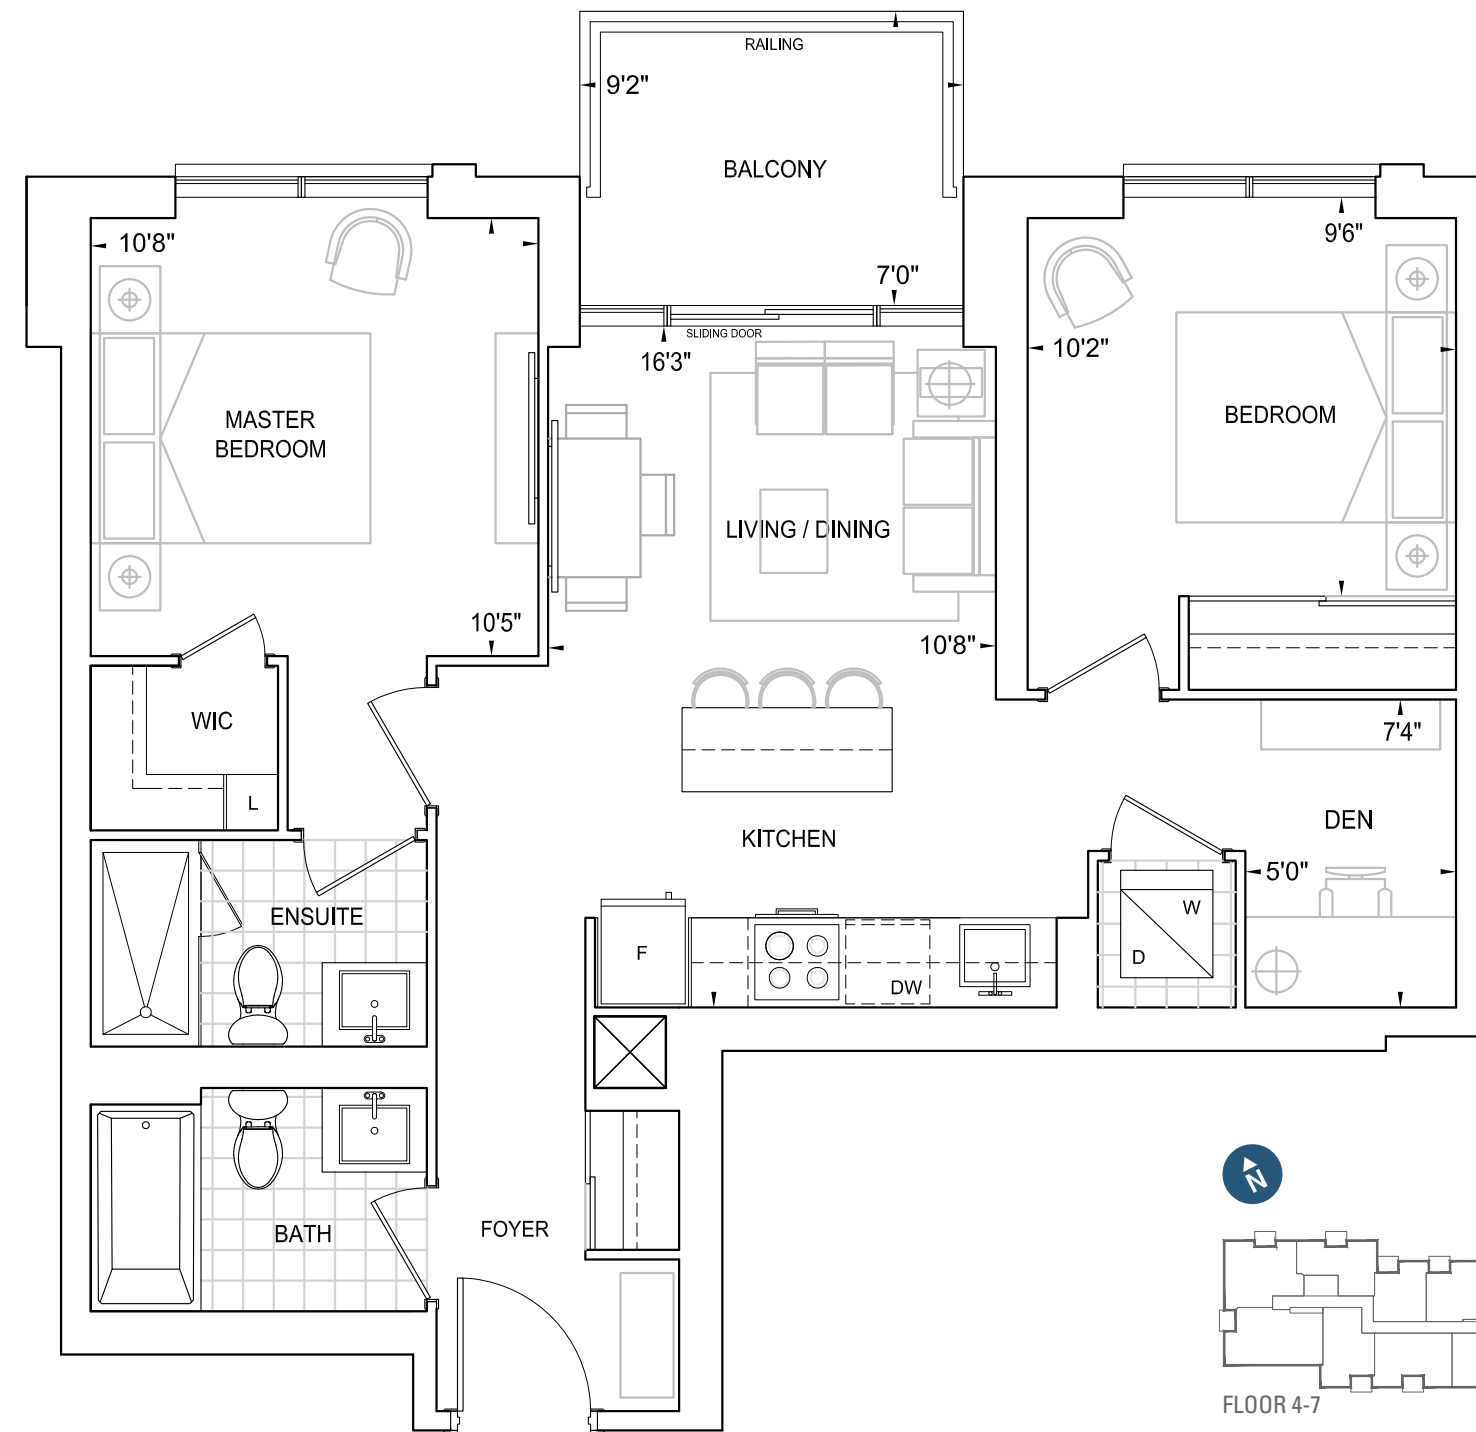 RAILING
9'2"
BALCONY
10'8"
9'6"
7'0"
SLIDING DOOR
16'3"
10'2"
MASTER
BEDROOM
BEDROOM
LIVING / DINING
10'5"
10'8"
WIC
7'4"
L
KITCHEN
DEN
5'0"
ENSUITE
W
F
D
DW
FOYER
BATH
N
FLOOR 4-7